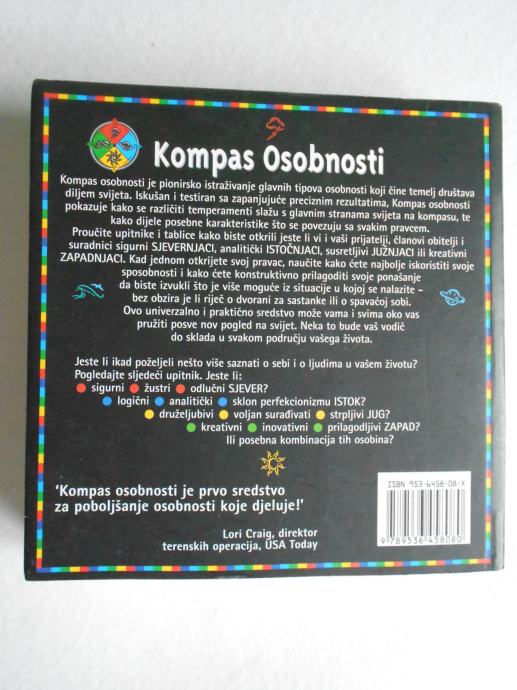 Kompas Osobnosti
Kompas osobnosti je pionirsko istraživanje glavnih tipova osobnosti koji čine temelj društava
diljem svijeta. Iskušan i testiran sa zapanjujuće preciznim rezultatima, Kompas osobnosti
pokazuje kako se različiti temperamenti slažu s glavnim stranama svijeta na kompasu, te
kako dijele posebne karakteristike što se povezuju sa svakim pravcem.
Proučite upitnike i tablice kako biste otkrili jeste li vi i vaši prijatelji, članovi obitelji i
suradnici sigurni SJEVERNJACI, analitički ISTOČNJACI, susretljivi JUŽNJACI ili kreativni
ZAPADNJACI. Kad jednom otkrijete svoj pravac, naučite kako ćete najbolje iskoristiti svoje
sposobnosti i kako ćete konstruktivno prilagoditi svoje ponašanje
da biste izvukli što je više moguće iz situacije u kojoj se nalazite –
bez obzira je li riječ o dvorani za sastanke ili o spavaćoj sobi.
Ovo univerzalno i praktično sredstvo može vama i svima oko vas
pružiti posve nov pogled na svijet. Neka to bude vaš vodič
do sklada u svakom području vašega života.
Jeste li ikad poželjeli nešto više saznati o sebi i o ljudima u vašem životu?
Pogledajte sljedeći upitnik. Jeste li:
● sigurni ● žustri ● odlučni SJEVER?
● logični ● analitički ● sklon perfekcionizmu ISTOK?
● druželjubivi ● voljan surađivati ● strpljivi JUG?
● kreativni ● inovativni ● prilagodljivi ZAPAD?
Ili posebna kombinacija tih osobina?
'Kompas osobnosti je prvo sredstvo
za poboljšanje osobnosti koje djeluje!'
Lori Craig, direktor
terenskih operacija, USA Today
ISBN 953-6458-08-X
9 789536 458080